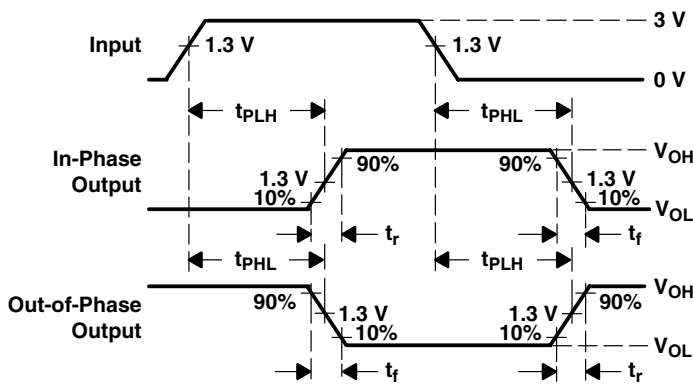 3 V
Input
1.3 V
1.3 V
0 V
tPLH
tPHL
In-Phase
Output
VOH
90%
90%
1.3 V
1.3 V
10%
10%
VOL
tr
tf
tPHL
tPLH
Out-of-Phase
Output
VOH
90%
90%
1.3 V
1.3 V
10%
10%
VOL
tf
tr